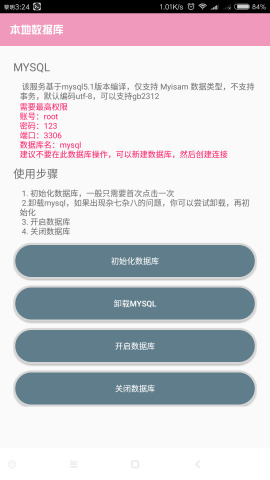 黎明3:24
1.01K/s
84%
本地数据库
MYSQL
该服务基于mysql5.1版本编译，仅支持 Myisam 数据类型，不支持
事务，默认编码utf-8，可以支持gb2312
需要最高权限
账号：root
密码：123
端口：3306
数据库名：mysql
建议不要在此数据库操作，可以新建数据库，然后创建连接
使用步骤
1. 初始化数据库，一般只需要首次点击一次
2.卸载mysql，如果出现杂七杂八的问题，你可以尝试卸载，再初
始化
3. 开启数据库
4. 关闭数据库
初始化数据库
卸载MYSQL
开启数据库
关闭数据库